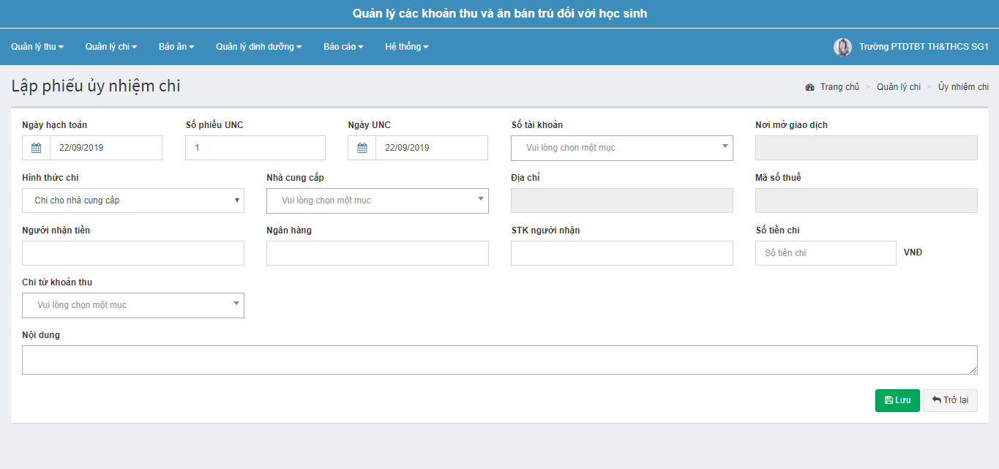 Quản lý các khoản thu và ăn bán trú đối với học sinh
Quản lý thu Quản lý chi Báo ăn Quản lý dinh dưỡng Báo cáo Hệ thống Trường PTDTBT TH&THCS SG1
Lập phiếu ủy nhiệm chi
Trang chủ > Quản lý chi > Ủy nhiệm chi
Ngày hạch toán Số phiếu UNC Ngày UNC Số tài khoản Nơi mở giao dịch
22/09/2019 1 22/09/2019 Vui lòng chọn một mục
Hình thức chi Nhà cung cấp Địa chỉ Mã số thuế
Chi cho nhà cung cấp Vui lòng chọn một mục
Người nhận tiền Ngân hàng STK người nhận Số tiền chi
Số tiền chi VNĐ
Chi từ khoản thu
Vui lòng chọn một mục
Nội dung
Lưu Trở lại